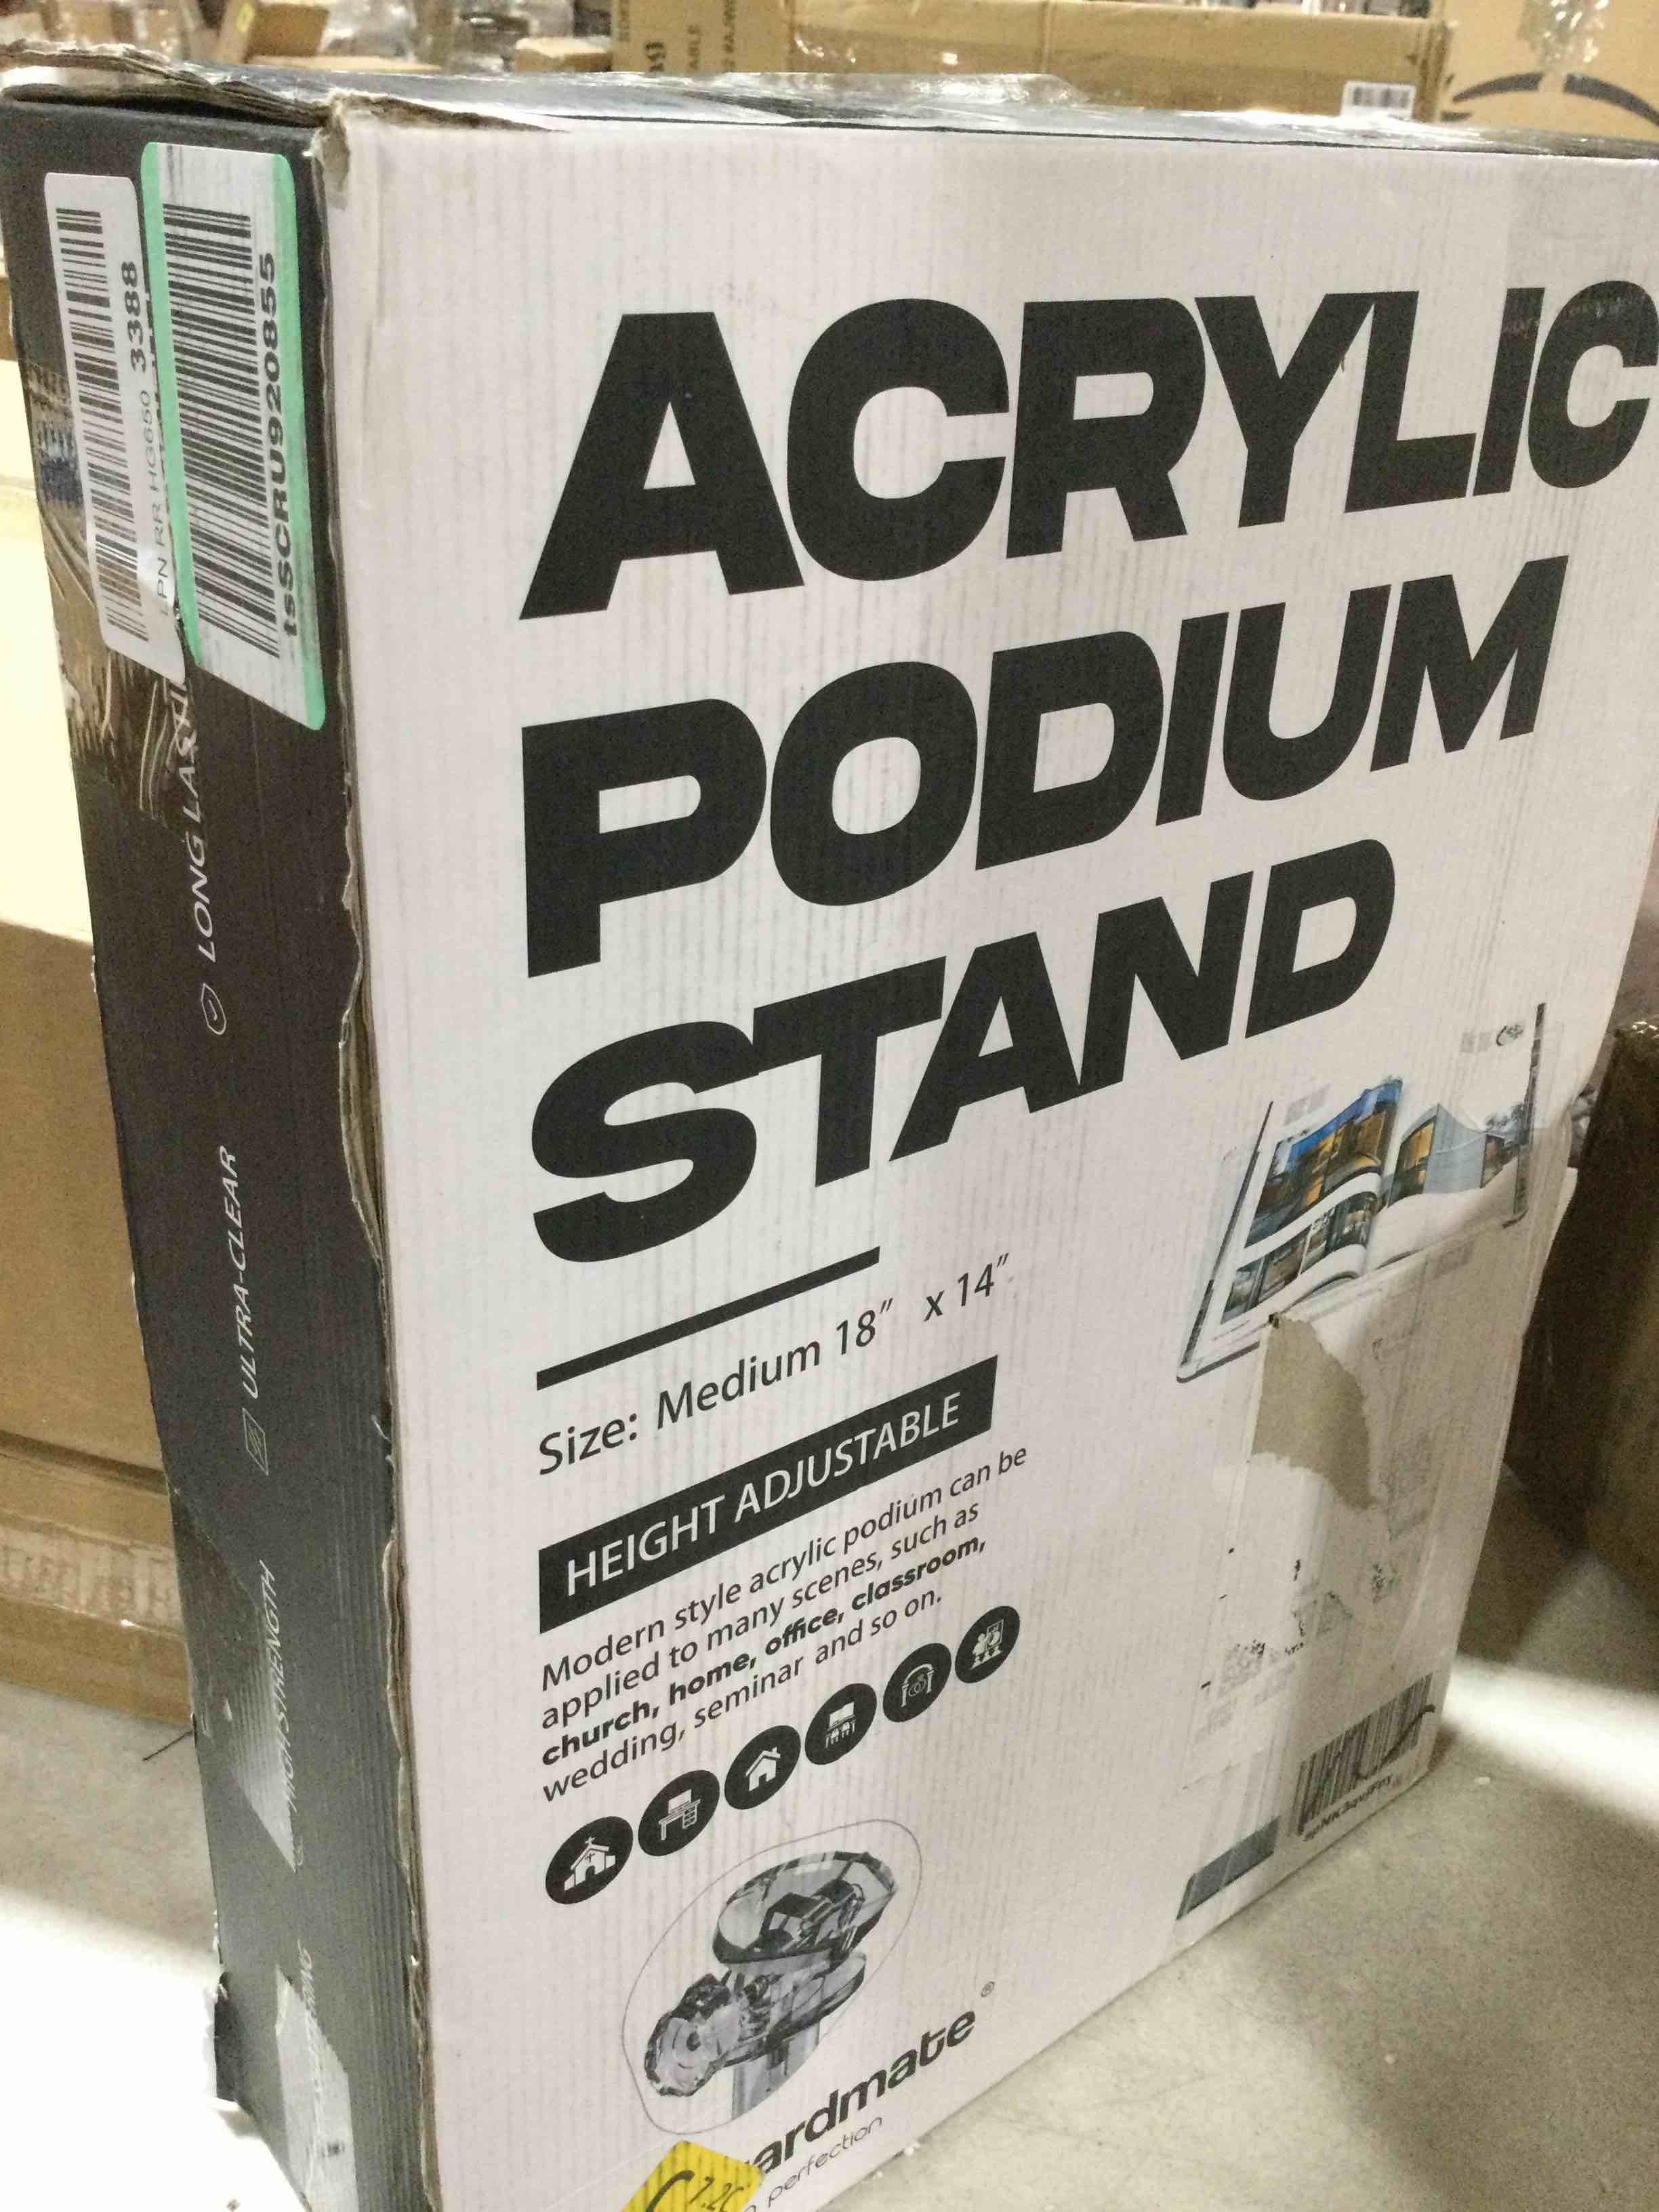 ACRYLIC
PODIUM
STAND
Size: Medium 18" x 14"
HEIGHT ADJUSTABLE
Modern style acrylic podium can be
applied to many scenes, such as
church, home, office, classroom,
wedding, seminar and so on.
ardmate®
perfection
3388
tsSCRU920855
LONG LAST
ULTRA-CLEAR
HIGH STRENGTH